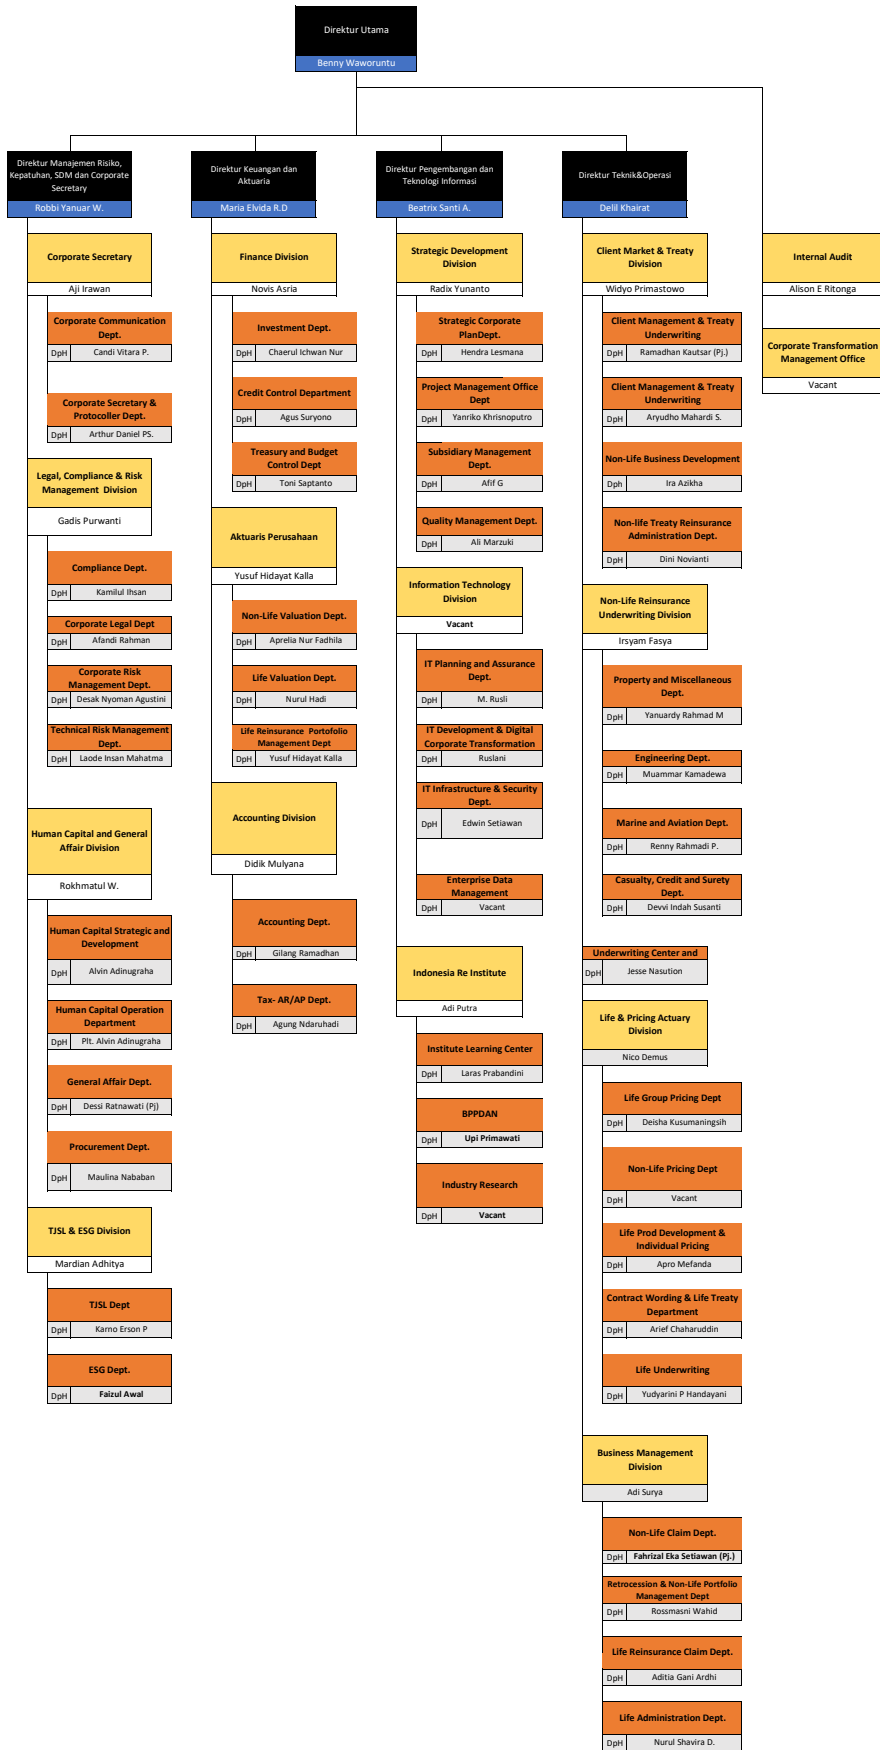 Direktur Utama
Benny Waworuntu
Direktur Manajemen Risiko,
Kepatuhan, SDM dan Corporate
Secretary
Robbi Yanuar W.
Corporate Secretary
Aji Irawan
Corporate Communication
Dept.
DpH Candi Vitara P.
Corporate Secretary &
Protocoller Dept.
DpH Arthur Daniel PS.
Legal, Compliance & Risk
Management Division
Gadis Purwanti
Compliance Dept.
DpH Kamilul Ihsan
Corporate Legal Dept
DpH Afandi Rahman
Corporate Risk
Management Dept.
DpH Desak Nyoman Agustini
Technical Risk Management
Dept.
DpH Laode Insan Mahatma
Human Capital and General
Affair Division
Rokhmatul W.
Human Capital Strategic and
Development
DpH Alvin Adinugraha
Human Capital Operation
Department
DpH Plt. Alvin Adinugraha
General Affair Dept.
DpH Dessi Ratnawati (Pj)
Procurement Dept.
DpH Maulina Nababan
TJSL & ESG Division
Mardian Adhitya
TJSL Dept
DpH Karno Erson P
ESG Dept.
DpH Faizul Awal
Direktur Keuangan dan
Aktuaria
Maria Elvida R.D
Finance Division
Novis Asria
Investment Dept.
DpH Chaerul Ichwan Nur
Credit Control Department
DpH Agus Suryono
Treasury and Budget
Control Dept
DpH Toni Saptanto
Aktuaris Perusahaan
Yusuf Hidayat Kalla
Non-Life Valuation Dept.
DpH Aprelia Nur Fadhila
Life Valuation Dept.
DpH Nurul Hadi
Life Reinsurance Portofolio
Management Dept
DpH Yusuf Hidayat Kalla
Accounting Division
Didik Mulyana
Accounting Dept.
DpH Gilang Ramadhan
Tax- AR/AP Dept.
DpH Agung Ndaruhadi
Direktur Pengembangan dan
Teknologi Informasi
Beatrix Santi A.
Strategic Development
Division
Radix Yunanto
Strategic Corporate
PlanDept.
DpH Hendra Lesmana
Project Management Office
Dept
DpH Yanriko Khrisnoputro
Subsidiary Management
Dept.
DpH Afif G
Quality Management Dept.
DpH Ali Marzuki
Information Technology
Division
Vacant
IT Planning and Assurance
Dept.
DpH M. Rusli
IT Development & Digital
Corporate Transformation
DpH Ruslani
IT Infrastructure & Security
Dept.
DpH Edwin Setiawan
Enterprise Data
Management
DpH Vacant
Indonesia Re Institute
Adi Putra
Institute Learning Center
DpH Laras Prabandini
BPPDAN
DpH Upi Primawati
Industry Research
DpH Vacant
Direktur Teknik&Operasi
Delil Khairat
Client Market & Treaty
Division
Widyo Primastowo
Client Management & Treaty
Underwriting
DpH Ramadhan Kautsar (Pj.)
Client Management & Treaty
Underwriting
DpH Aryudho Mahardi S.
Non-Life Business Development
Dph Ira Azikha
Non-life Treaty Reinsurance
Administration Dept.
DpH Dini Novianti
Non-Life Reinsurance
Underwriting Division
Irsyam Fasya
Property and Miscellaneous
Dept.
DpH Yanuardy Rahmad M
Engineering Dept.
DpH Muammar Kamadewa
Marine and Aviation Dept.
DpH Renny Rahmadi P.
Casualty, Credit and Surety
Dept.
DpH Devvi Indah Susanti
Underwriting Center and
DpH Jesse Nasution
Life & Pricing Actuary
Division
Nico Demus
Life Group Pricing Dept
DpH Deisha Kusumaningsih
Non-Life Pricing Dept
DpH Vacant
Life Prod Development &
Individual Pricing
DpH Apro Mefanda
Contract Wording & Life Treaty
Department
DpH Arief Chaharuddin
Life Underwriting
DpH Yudyarini P Handayani
Business Management
Division
Adi Surya
Non-Life Claim Dept.
DpH Fahrizal Eka Setiawan (Pj.)
Retrocession & Non-Life Portfolio
Management Dept
DpH Rossmasni Wahid
Life Reinsurance Claim Dept.
DpH Aditia Gani Ardhi
Life Administration Dept.
DpH Nurul Shavira D.
Internal Audit
Alison E Ritonga
Corporate Transformation
Management Office
Vacant